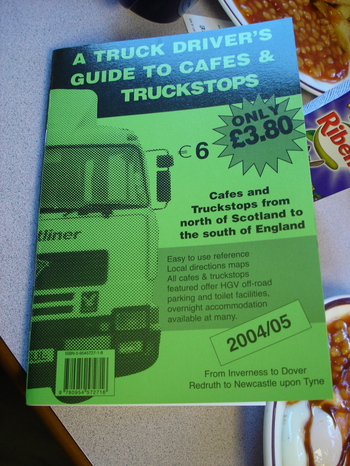 A TRUCK DRIVER'S
GUIDE TO CAFES &
TRUCKSTOPS
ONLY
£3.80
€6
Cafes and
Truckstops from
north of Scotland to
the south of England
Easy to use reference
Local directions maps
All cafes & truckstops
featured offer HGV off-road
parking and toilet facilities,
overnight accommodation
available at many.
2004/05
From Inverness to Dover
Redruth to Newcastle upon Tyne
tliner
Ribe